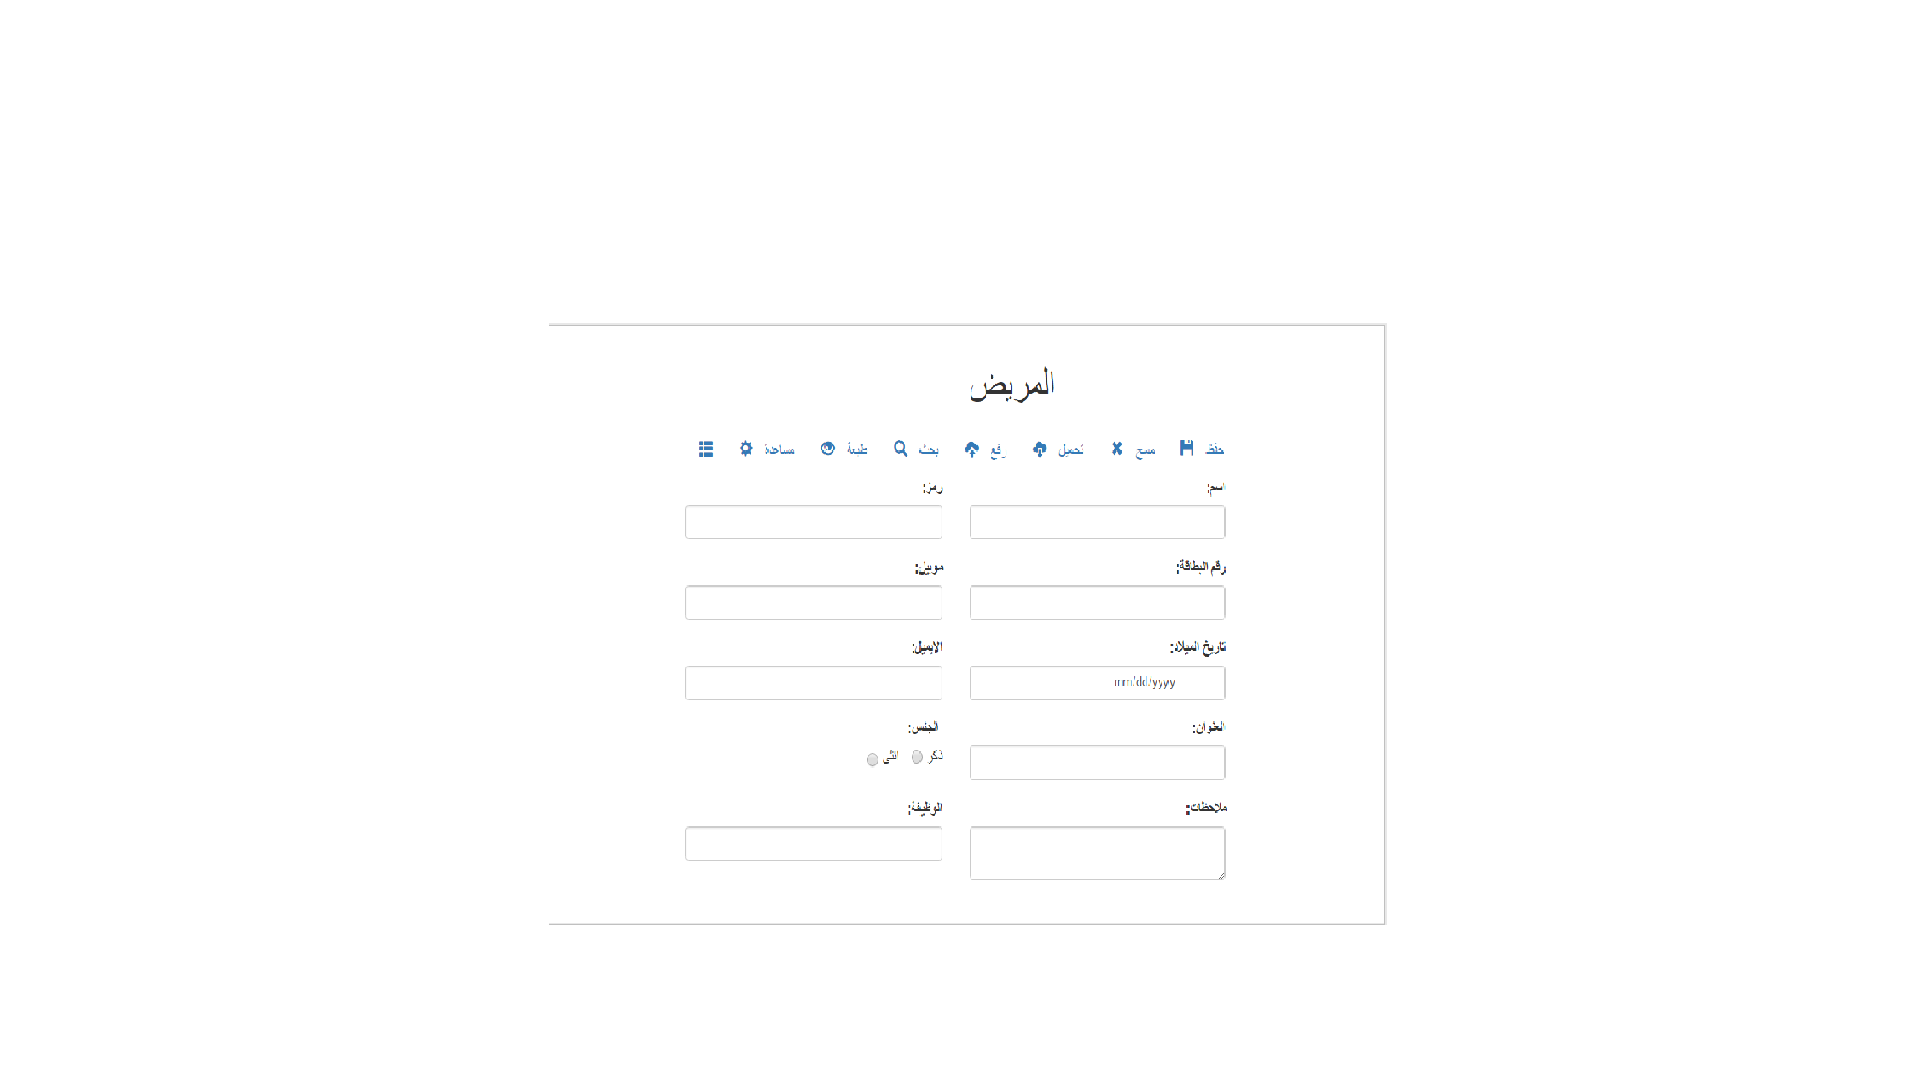 المريض
حفظ مسح تحميل رفع بحث طبعة مساعدة
اسم: رمز:
رقم البطاقة: موبيل:
تاريخ الميلاد: الايميل:
mm/dd/yyyy
العنوان: الجنس:
ذكر انثى
ملاحظات: الوظيفة: